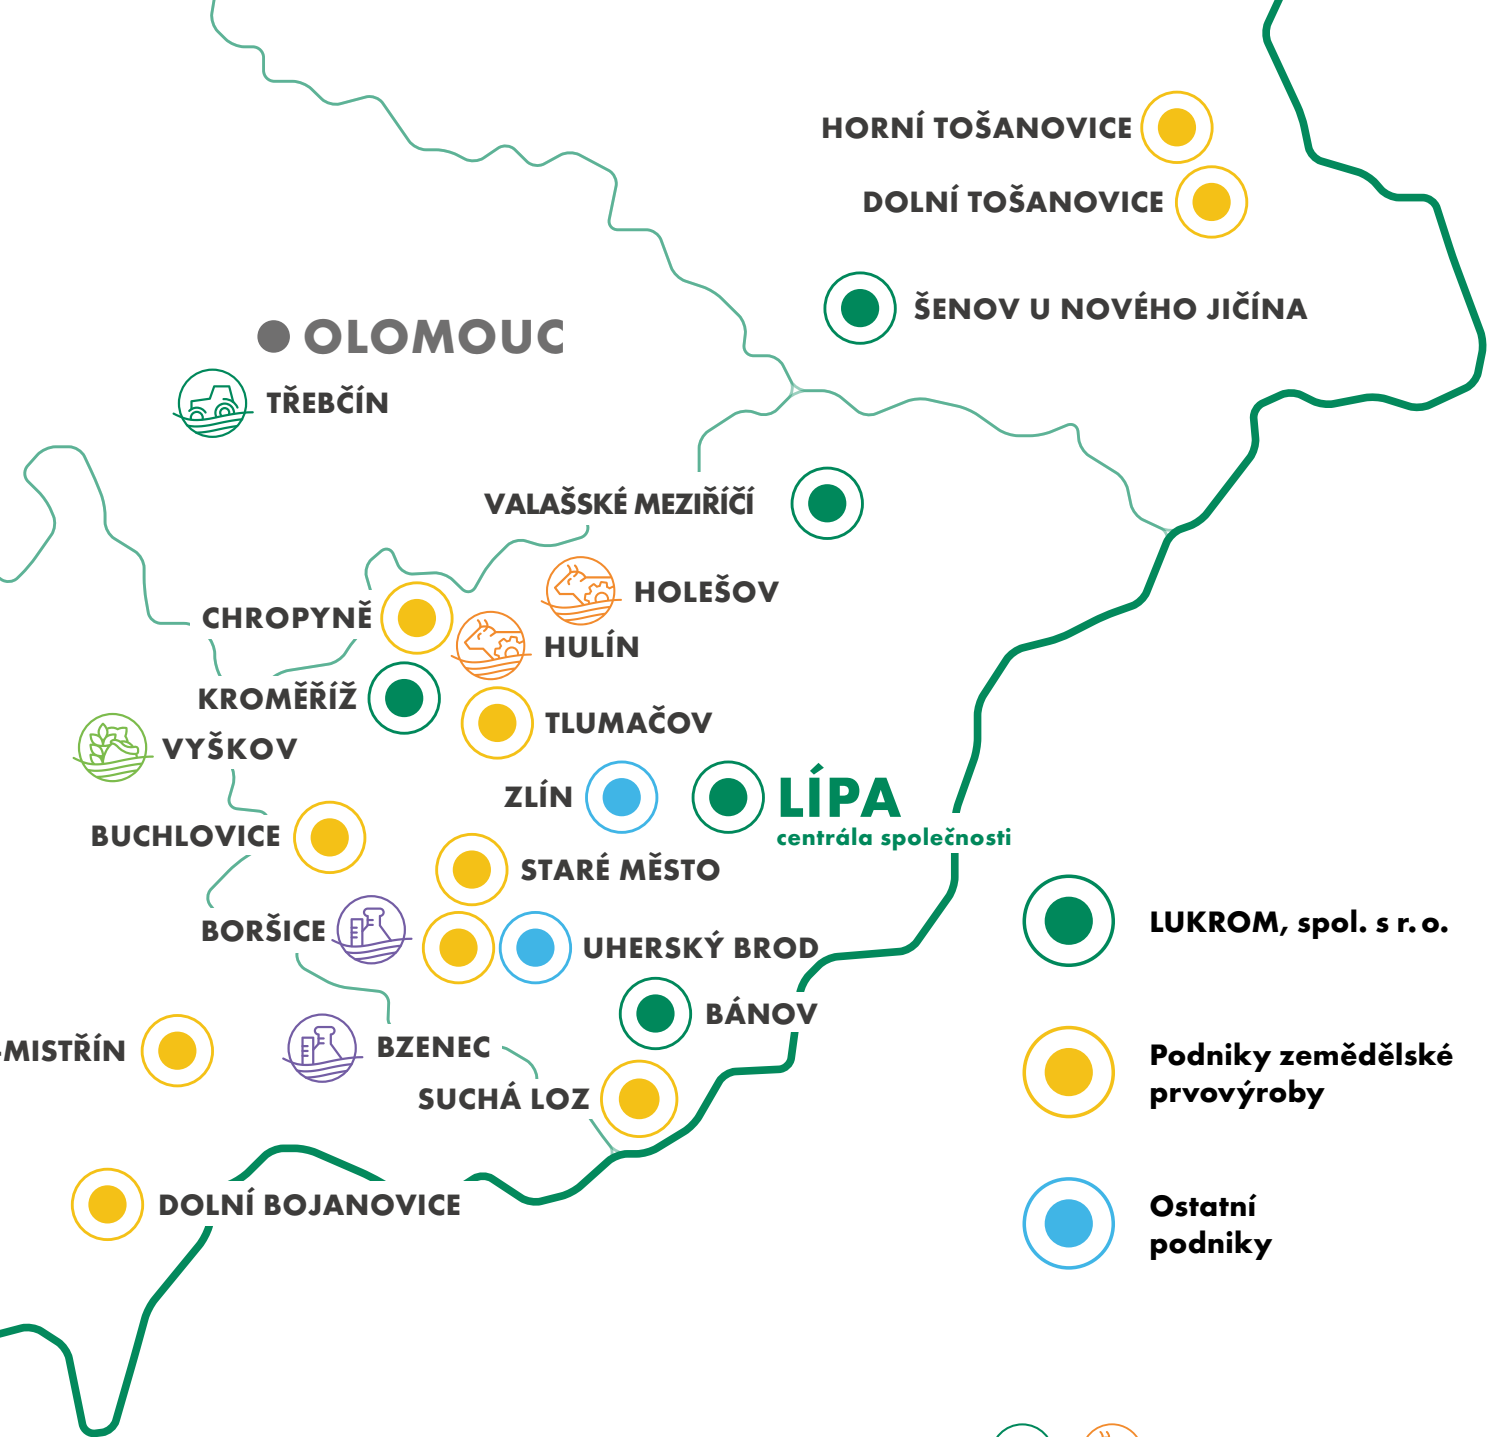 HORNÍ TOŠANOVICE
DOLNÍ TOŠANOVICE
ŠENOV U NOVÉHO JIČÍNA
OLOMOUC
TŘEBČÍN
VALAŠSKÉ MEZIŘÍČÍ
HOLEŠOV
CHROPYNĚ
HULÍN
KROMĚŘÍŽ
TLUMAČOV
VYŠKOV
ZLÍN
LÍPA
centrála společnosti
BUCHLOVICE
STARÉ MĚSTO
BORŠICE
UHERSKÝ BROD
BÁNOV
-MISTŘÍN
BZENEC
SUCHÁ LOZ
DOLNÍ BOJANOVICE
LUKROM, spol. s r. o.
Podniky zemědělské
prvovýroby
Ostatní
podniky